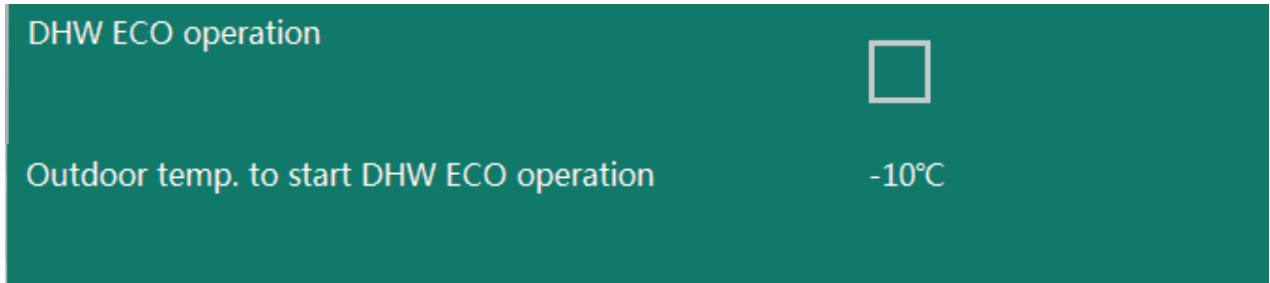 DHW ECO operation
Outdoor temp. to start DHW ECO operation -10℃